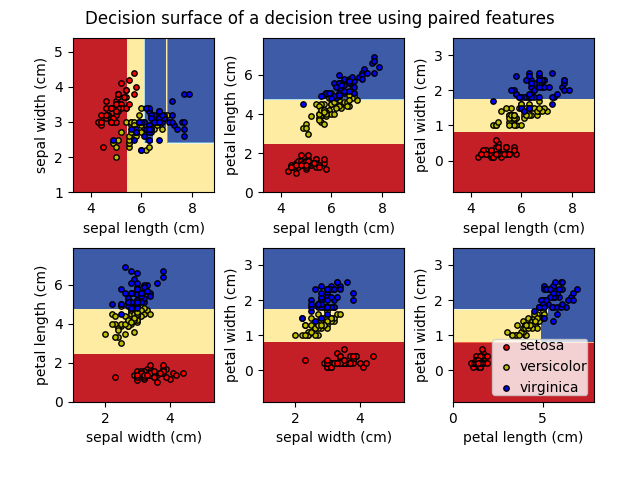 Decision surface of a decision tree using paired features
5
4
3
2
1
sepal width (cm)
4 6 8
sepal length (cm)
6
4
2
0
petal length (cm)
4 6 8
sepal length (cm)
3
2
1
0
petal width (cm)
4 6 8
sepal length (cm)
6
4
2
0
petal length (cm)
2 4
sepal width (cm)
3
2
1
0
petal width (cm)
2 4
sepal width (cm)
3
2
1
0
petal width (cm)
0 5
petal length (cm)
setosa
versicolor
virginica